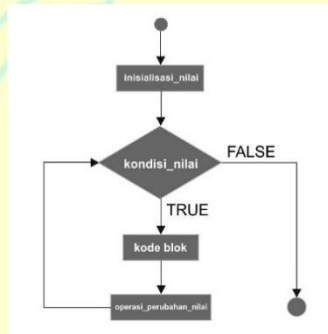 inisialisasi_nilai
kondisi_nilai
FALSE
TRUE
kode blok
operasi_perubahan_nilai